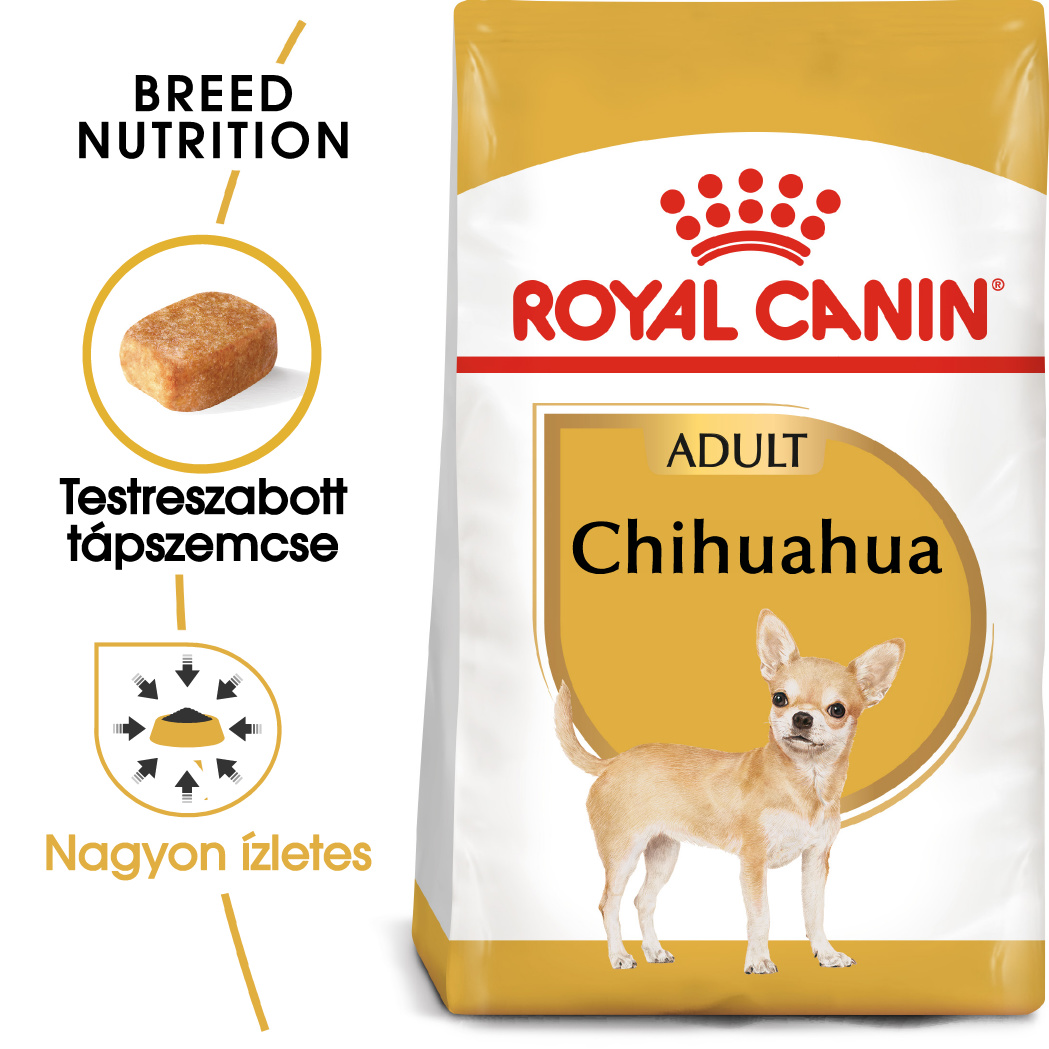 BREED
NUTRITION
Testreszabott
tápszemcse
Nagyon ízletes
ROYAL CANIN®
ADULT
Chihuahua